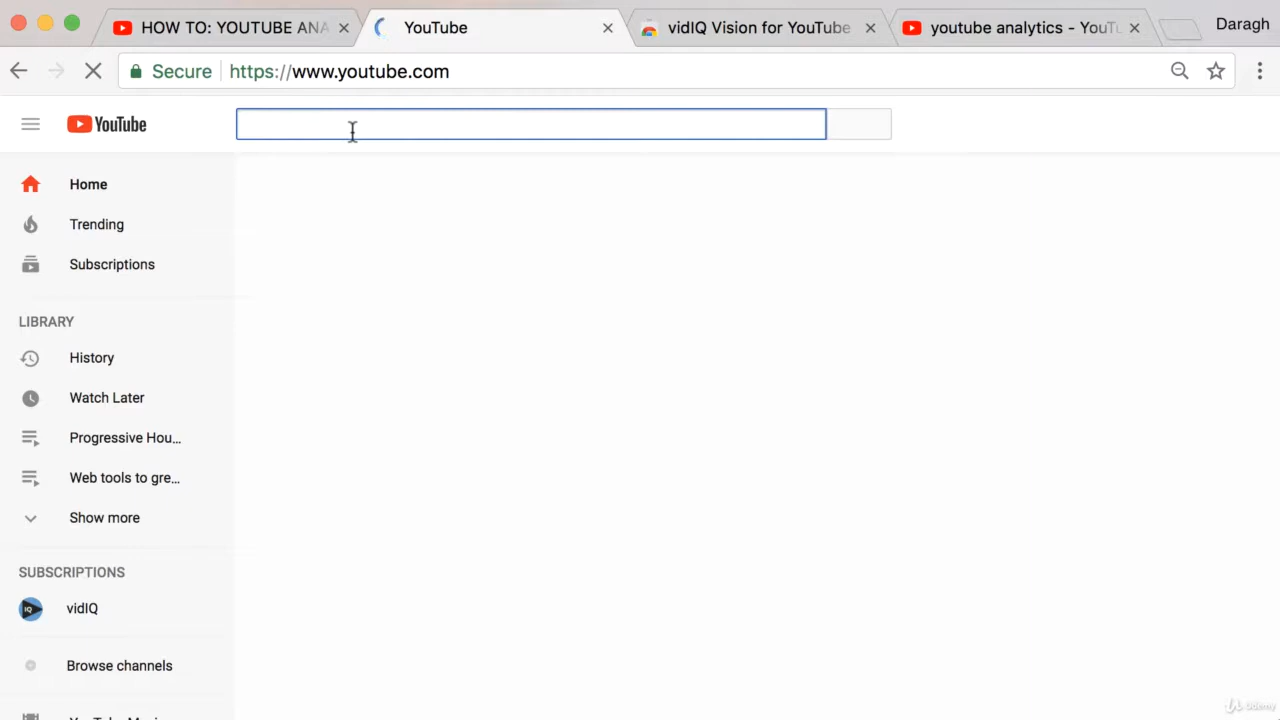 HOW TO: YOUTUBE ANA
YouTube
vidIQ Vision for YouTube
youtube analytics - YouTu
Daragh
Secure
https://www.youtube.com
YouTube
Home
Trending
Subscriptions
LIBRARY
History
Watch Later
Progressive Hou...
Web tools to gre...
Show more
SUBSCRIPTIONS
IQ
vidIQ
Browse channels
Udemy